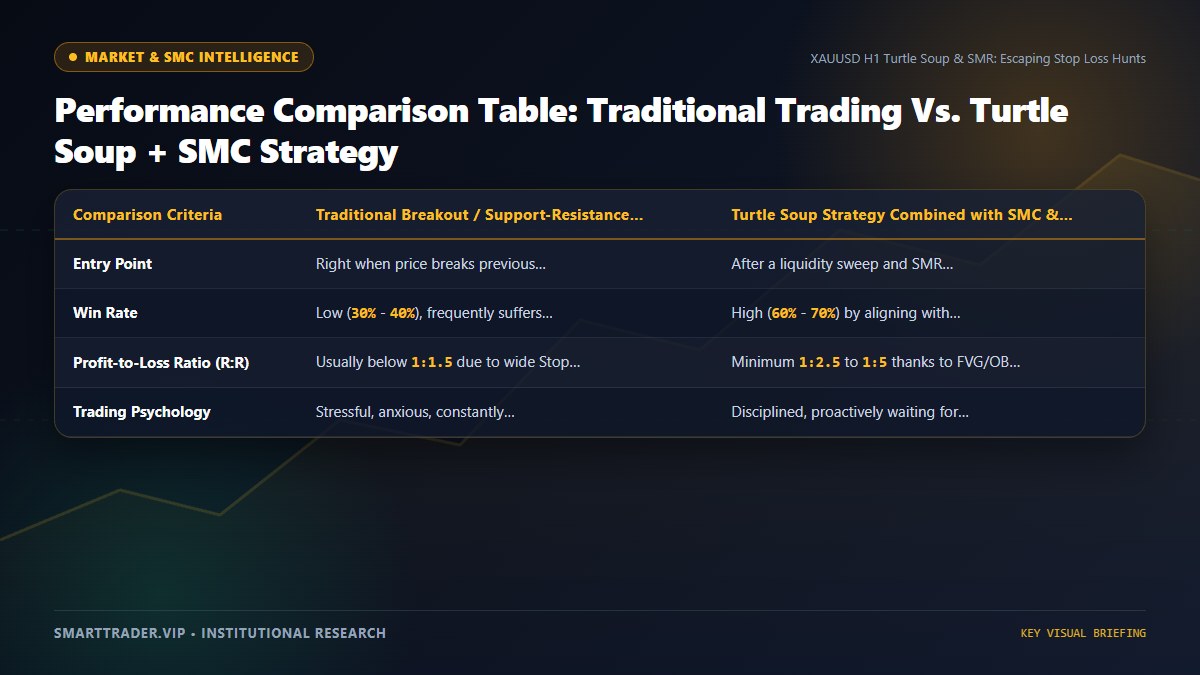 MARKET & SMC INTELLIGENCE
XAUUSD H1 Turtle Soup & SMR: Escaping Stop Loss Hunts
Performance Comparison Table: Traditional Trading Vs. Turtle
Soup + SMC Strategy
Comparison Criteria
Traditional Breakout / Support-Resistance...
Turtle Soup Strategy Combined with SMC &...
Entry Point
Right when price breaks previous...
After a liquidity sweep and SMR...
Win Rate
Low (30% - 40%), frequently suffers...
High (60% - 70%) by aligning with...
Profit-to-Loss Ratio (R:R)
Usually below 1:1.5 due to wide Stop...
Minimum 1:2.5 to 1:5 thanks to FVG/OB...
Trading Psychology
Stressful, anxious, constantly...
Disciplined, proactively waiting for...
SMARTTRADER.VIP • INSTITUTIONAL RESEARCH
KEY VISUAL BRIEFING